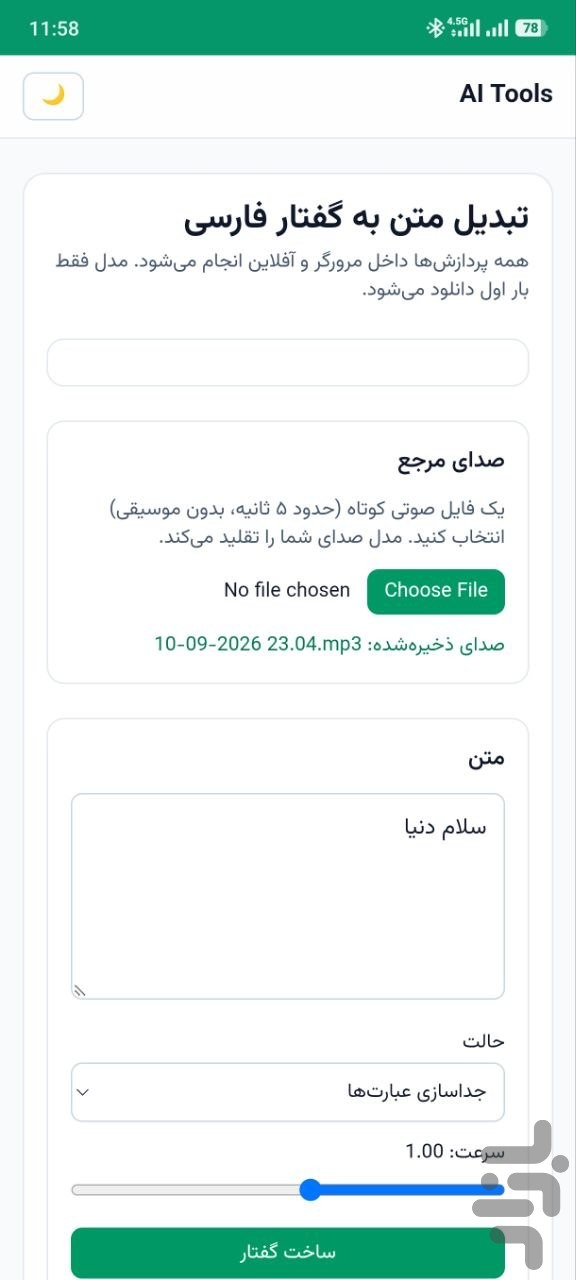 11:58
4.5G
78
AI Tools
تبدیل متن به گفتار فارسی
همه پردازش‌ها داخل مرورگر و آفلاین انجام می‌شود. مدل فقط
بار اول دانلود می‌شود.
صدای مرجع
یک فایل صوتی کوتاه (حدود ۵ ثانیه، بدون موسیقی)
انتخاب کنید. مدل صدای شما را تقلید می‌کند.
Choose File No file chosen
صدای ذخیره‌شده: 10-09-2026 23.04.mp3
متن
سلام دنیا
حالت
جداسازی عبارت‌ها
سرعت: 1.00
ساخت گفتار